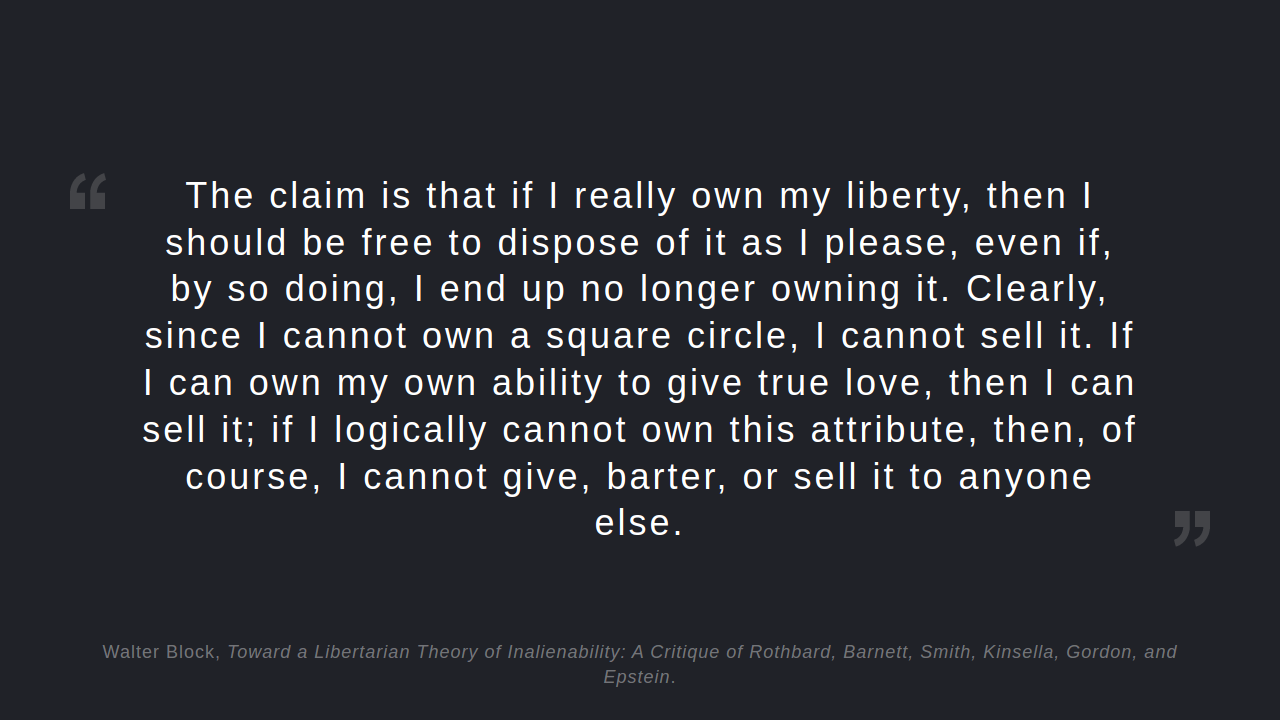 “
The claim is that if I really own my liberty, then I
should be free to dispose of it as I please, even if,
by so doing, I end up no longer owning it. Clearly,
since I cannot own a square circle, I cannot sell it. If
I can own my own ability to give true love, then I can
sell it; if I logically cannot own this attribute, then, of
course, I cannot give, barter, or sell it to anyone
else.
”
Walter Block, Toward a Libertarian Theory of Inalienability: A Critique of Rothbard, Barnett, Smith, Kinsella, Gordon, and
Epstein.